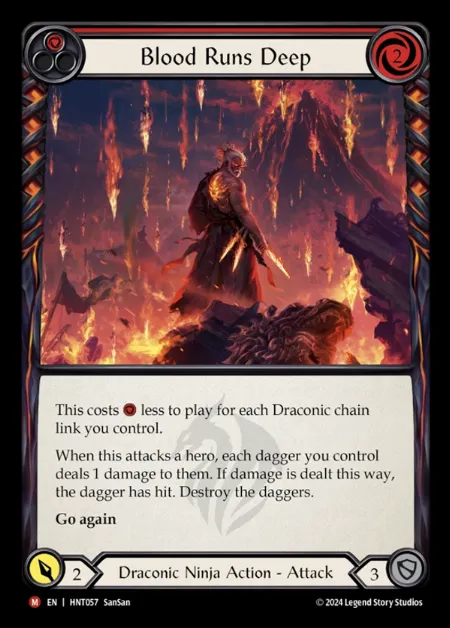 Blood Runs Deep
2
This costs less to play for each Draconic chain
link you control.
When this attacks a hero, each dagger you control
deals 1 damage to them. If damage is dealt this way,
the dagger has hit. Destroy the daggers.
Go again
2
Draconic Ninja Action - Attack
3
M EN | HNT057 SanSan
© 2024 Legend Story Studios